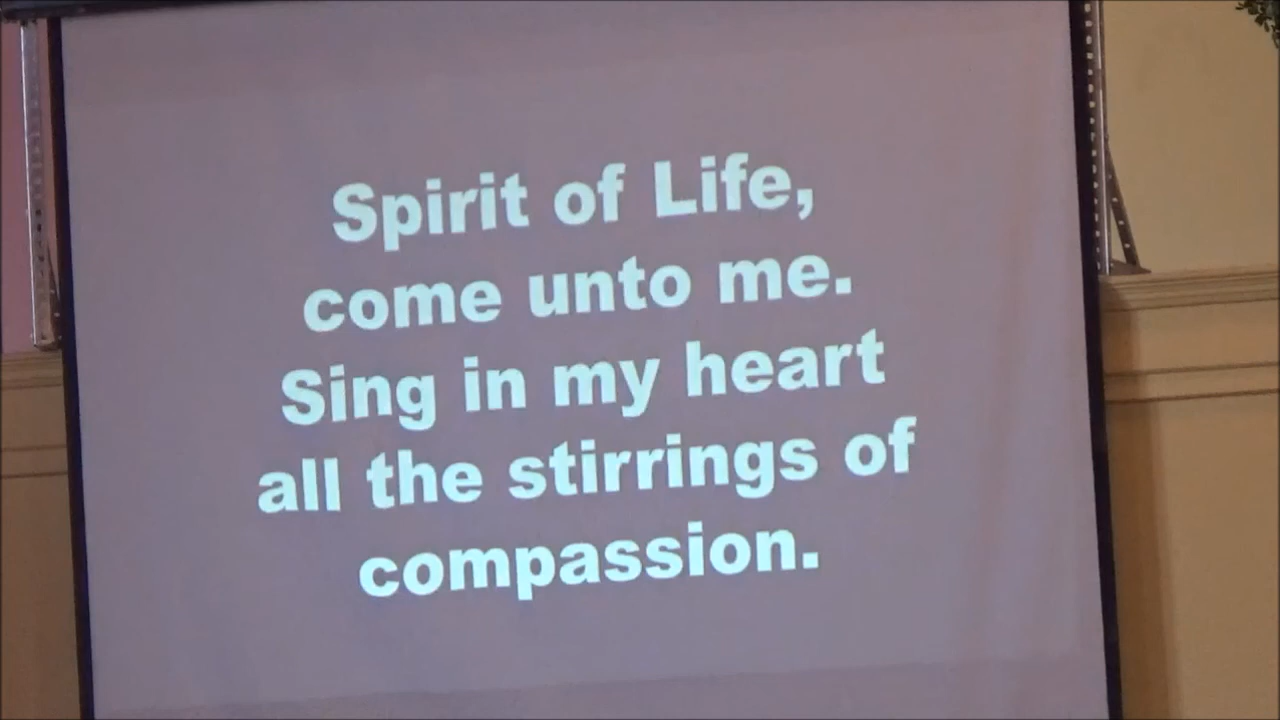 Spirit of Life,
come unto me.
Sing in my heart
all the stirrings of
compassion.